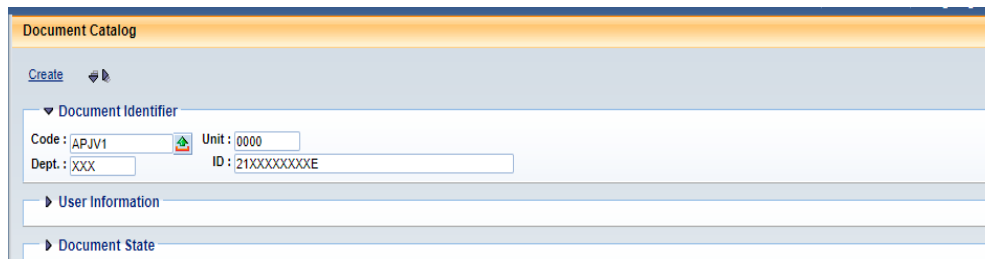 Document Catalog
Create
Document Identifier
Code : APJV1 Unit : 0000
Dept. : XXX ID : 21XXXXXXXXE
User Information
Document State